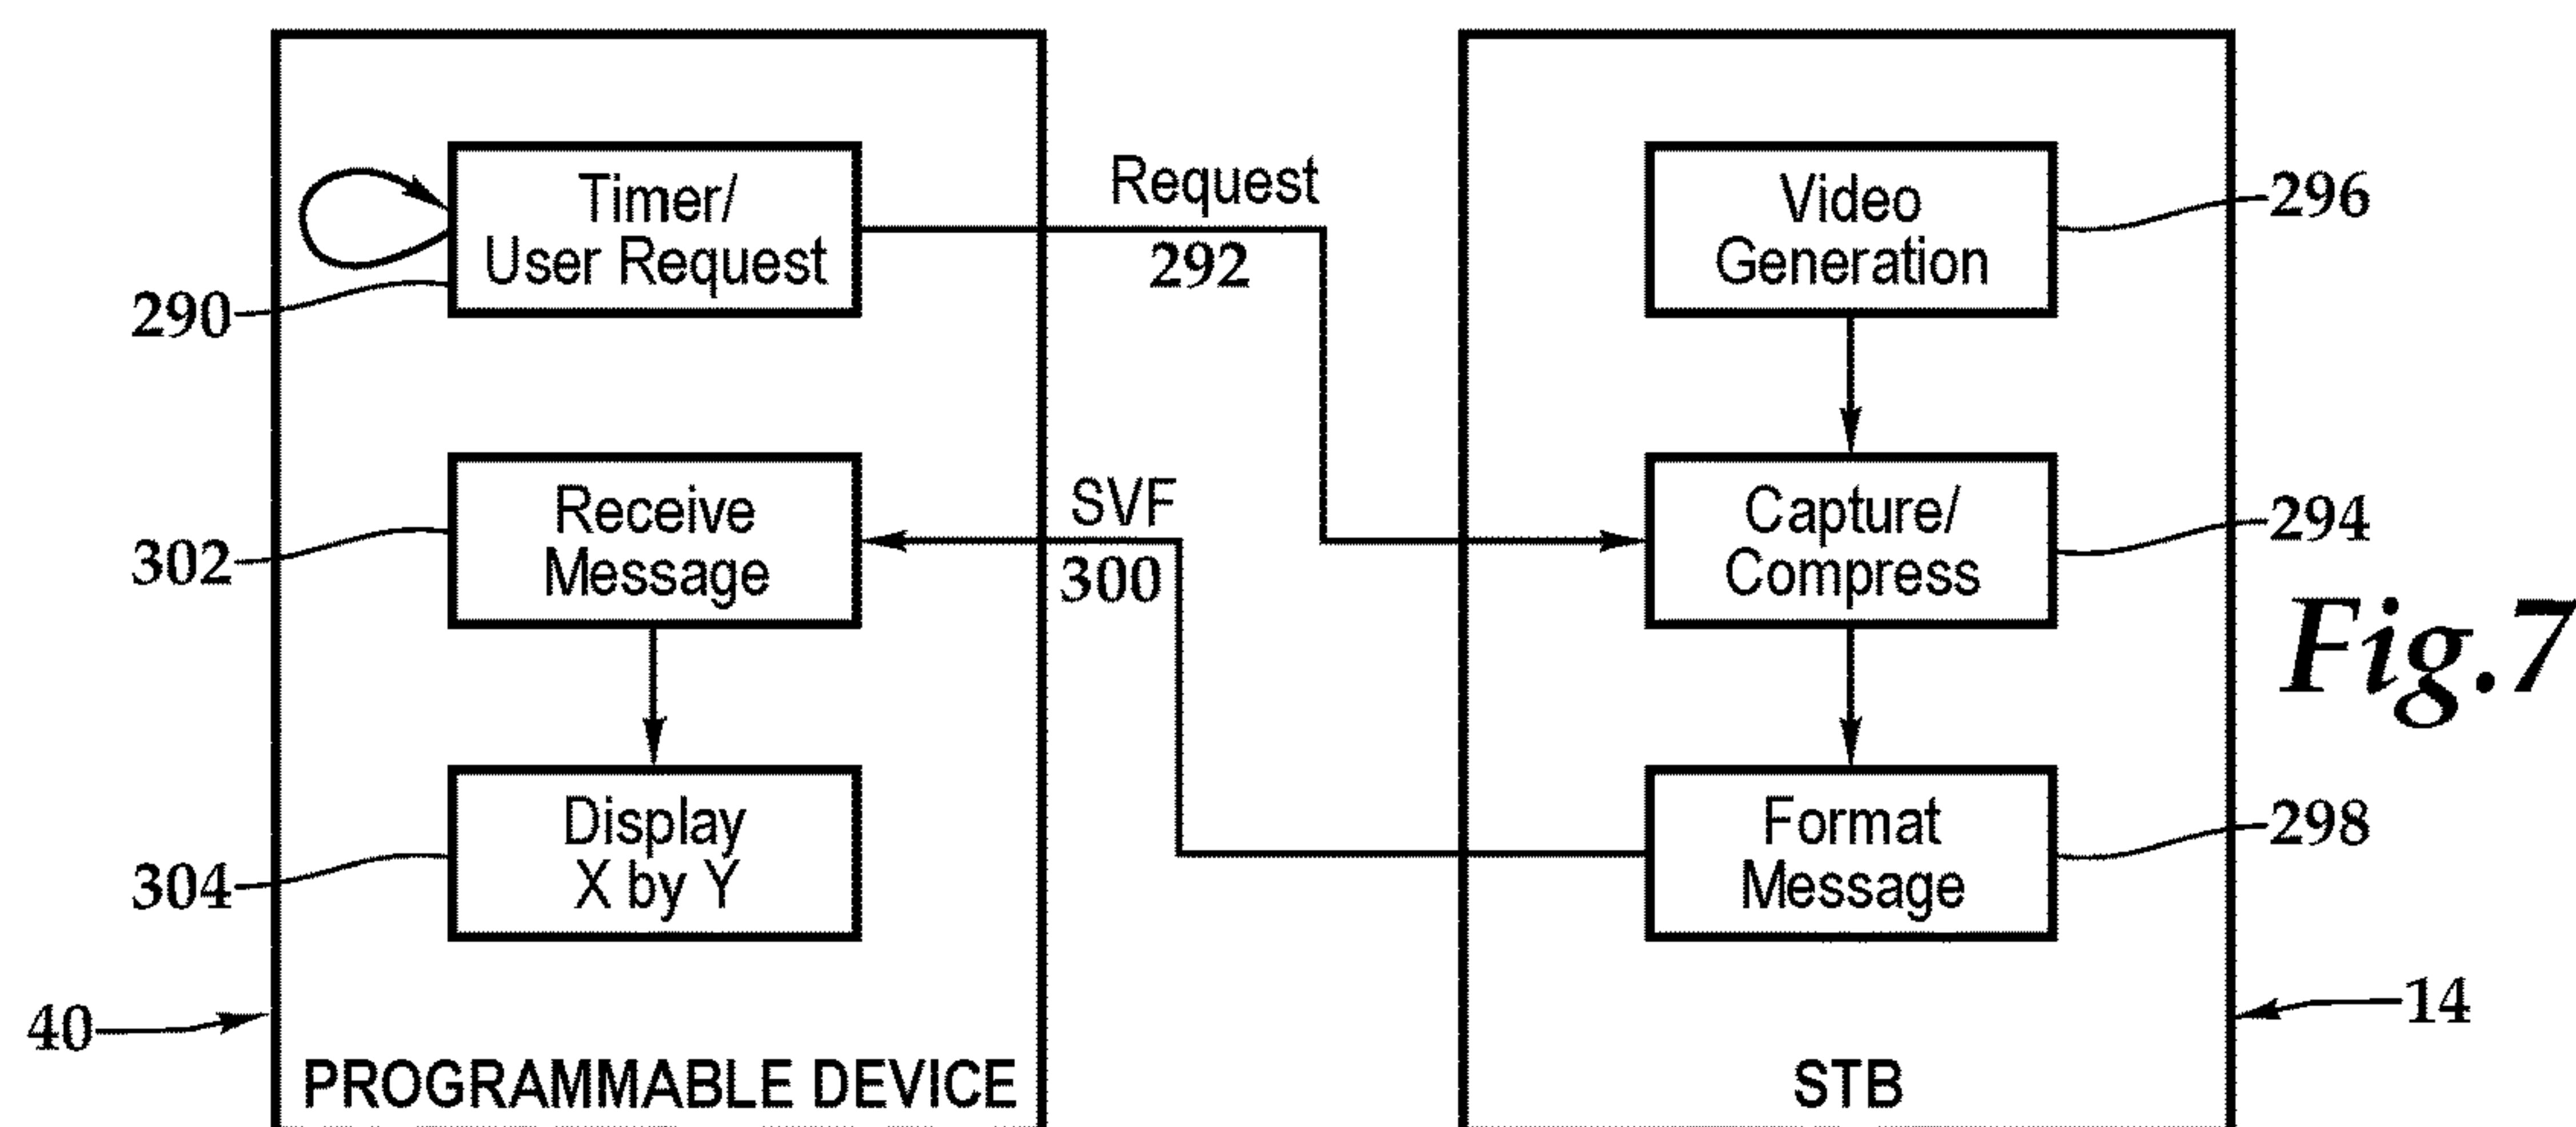 Timer/
User Request
290
Request
292
Receive
Message
302
SVF
300
Display
X by Y
304
40
PROGRAMMABLE DEVICE
Video
Generation
296
Capture/
Compress
294
Format
Message
298
14
STB
Fig.7